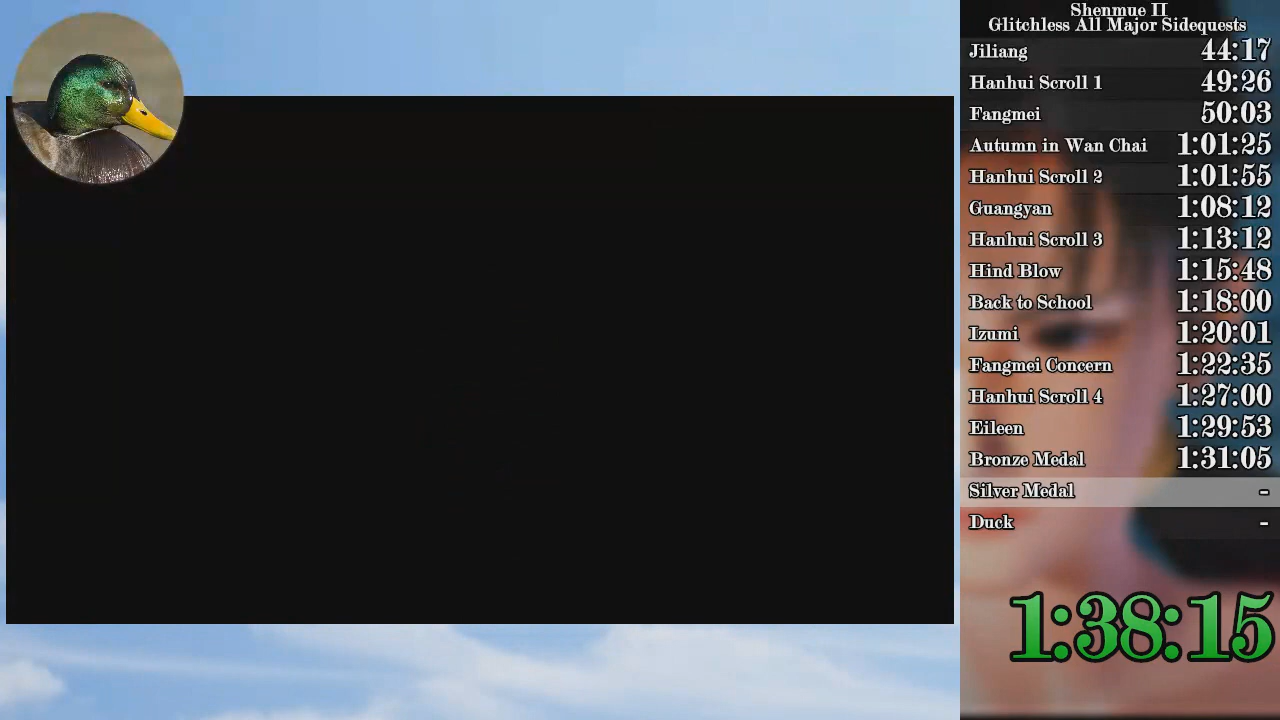 Shenmue II
Glitchless All Major Sidequests
Jiliang 44:17
Hanhui Scroll 1 49:26
Fangmei 50:03
Autumn in Wan Chai 1:01:25
Hanhui Scroll 2 1:01:55
Guangyan 1:08:12
Hanhui Scroll 3 1:13:12
Hind Blow 1:15:48
Back to School 1:18:00
Izumi 1:20:01
Fangmei Concern 1:22:35
Hanhui Scroll 4 1:27:00
Eileen 1:29:53
Bronze Medal 1:31:05
Silver Medal -
Duck -
1:38:15